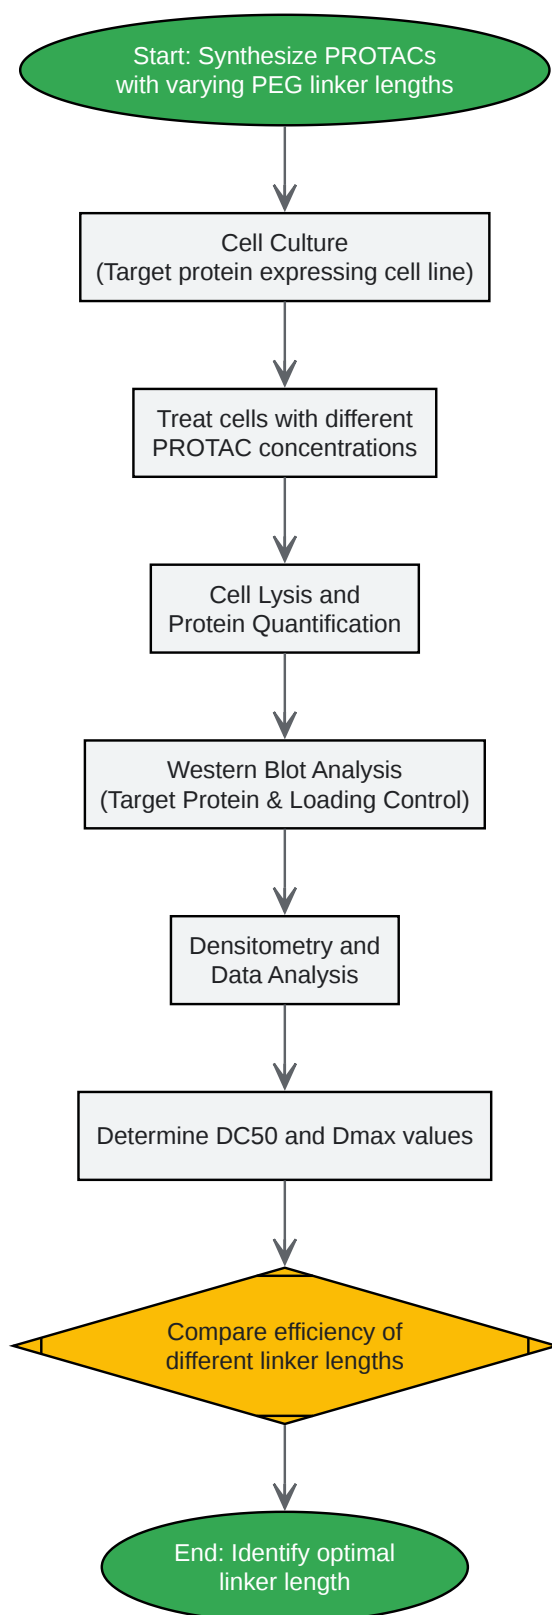 Start: Synthesize PROTACs
with varying PEG linker lengths
Cell Culture
(Target protein expressing cell line)
Treat cells with different
PROTAC concentrations
Cell Lysis and
Protein Quantification
Western Blot Analysis
(Target Protein & Loading Control)
Densitometry and
Data Analysis
Determine DC50 and Dmax values
Compare efficiency of
different linker lengths
End: Identify optimal
linker length